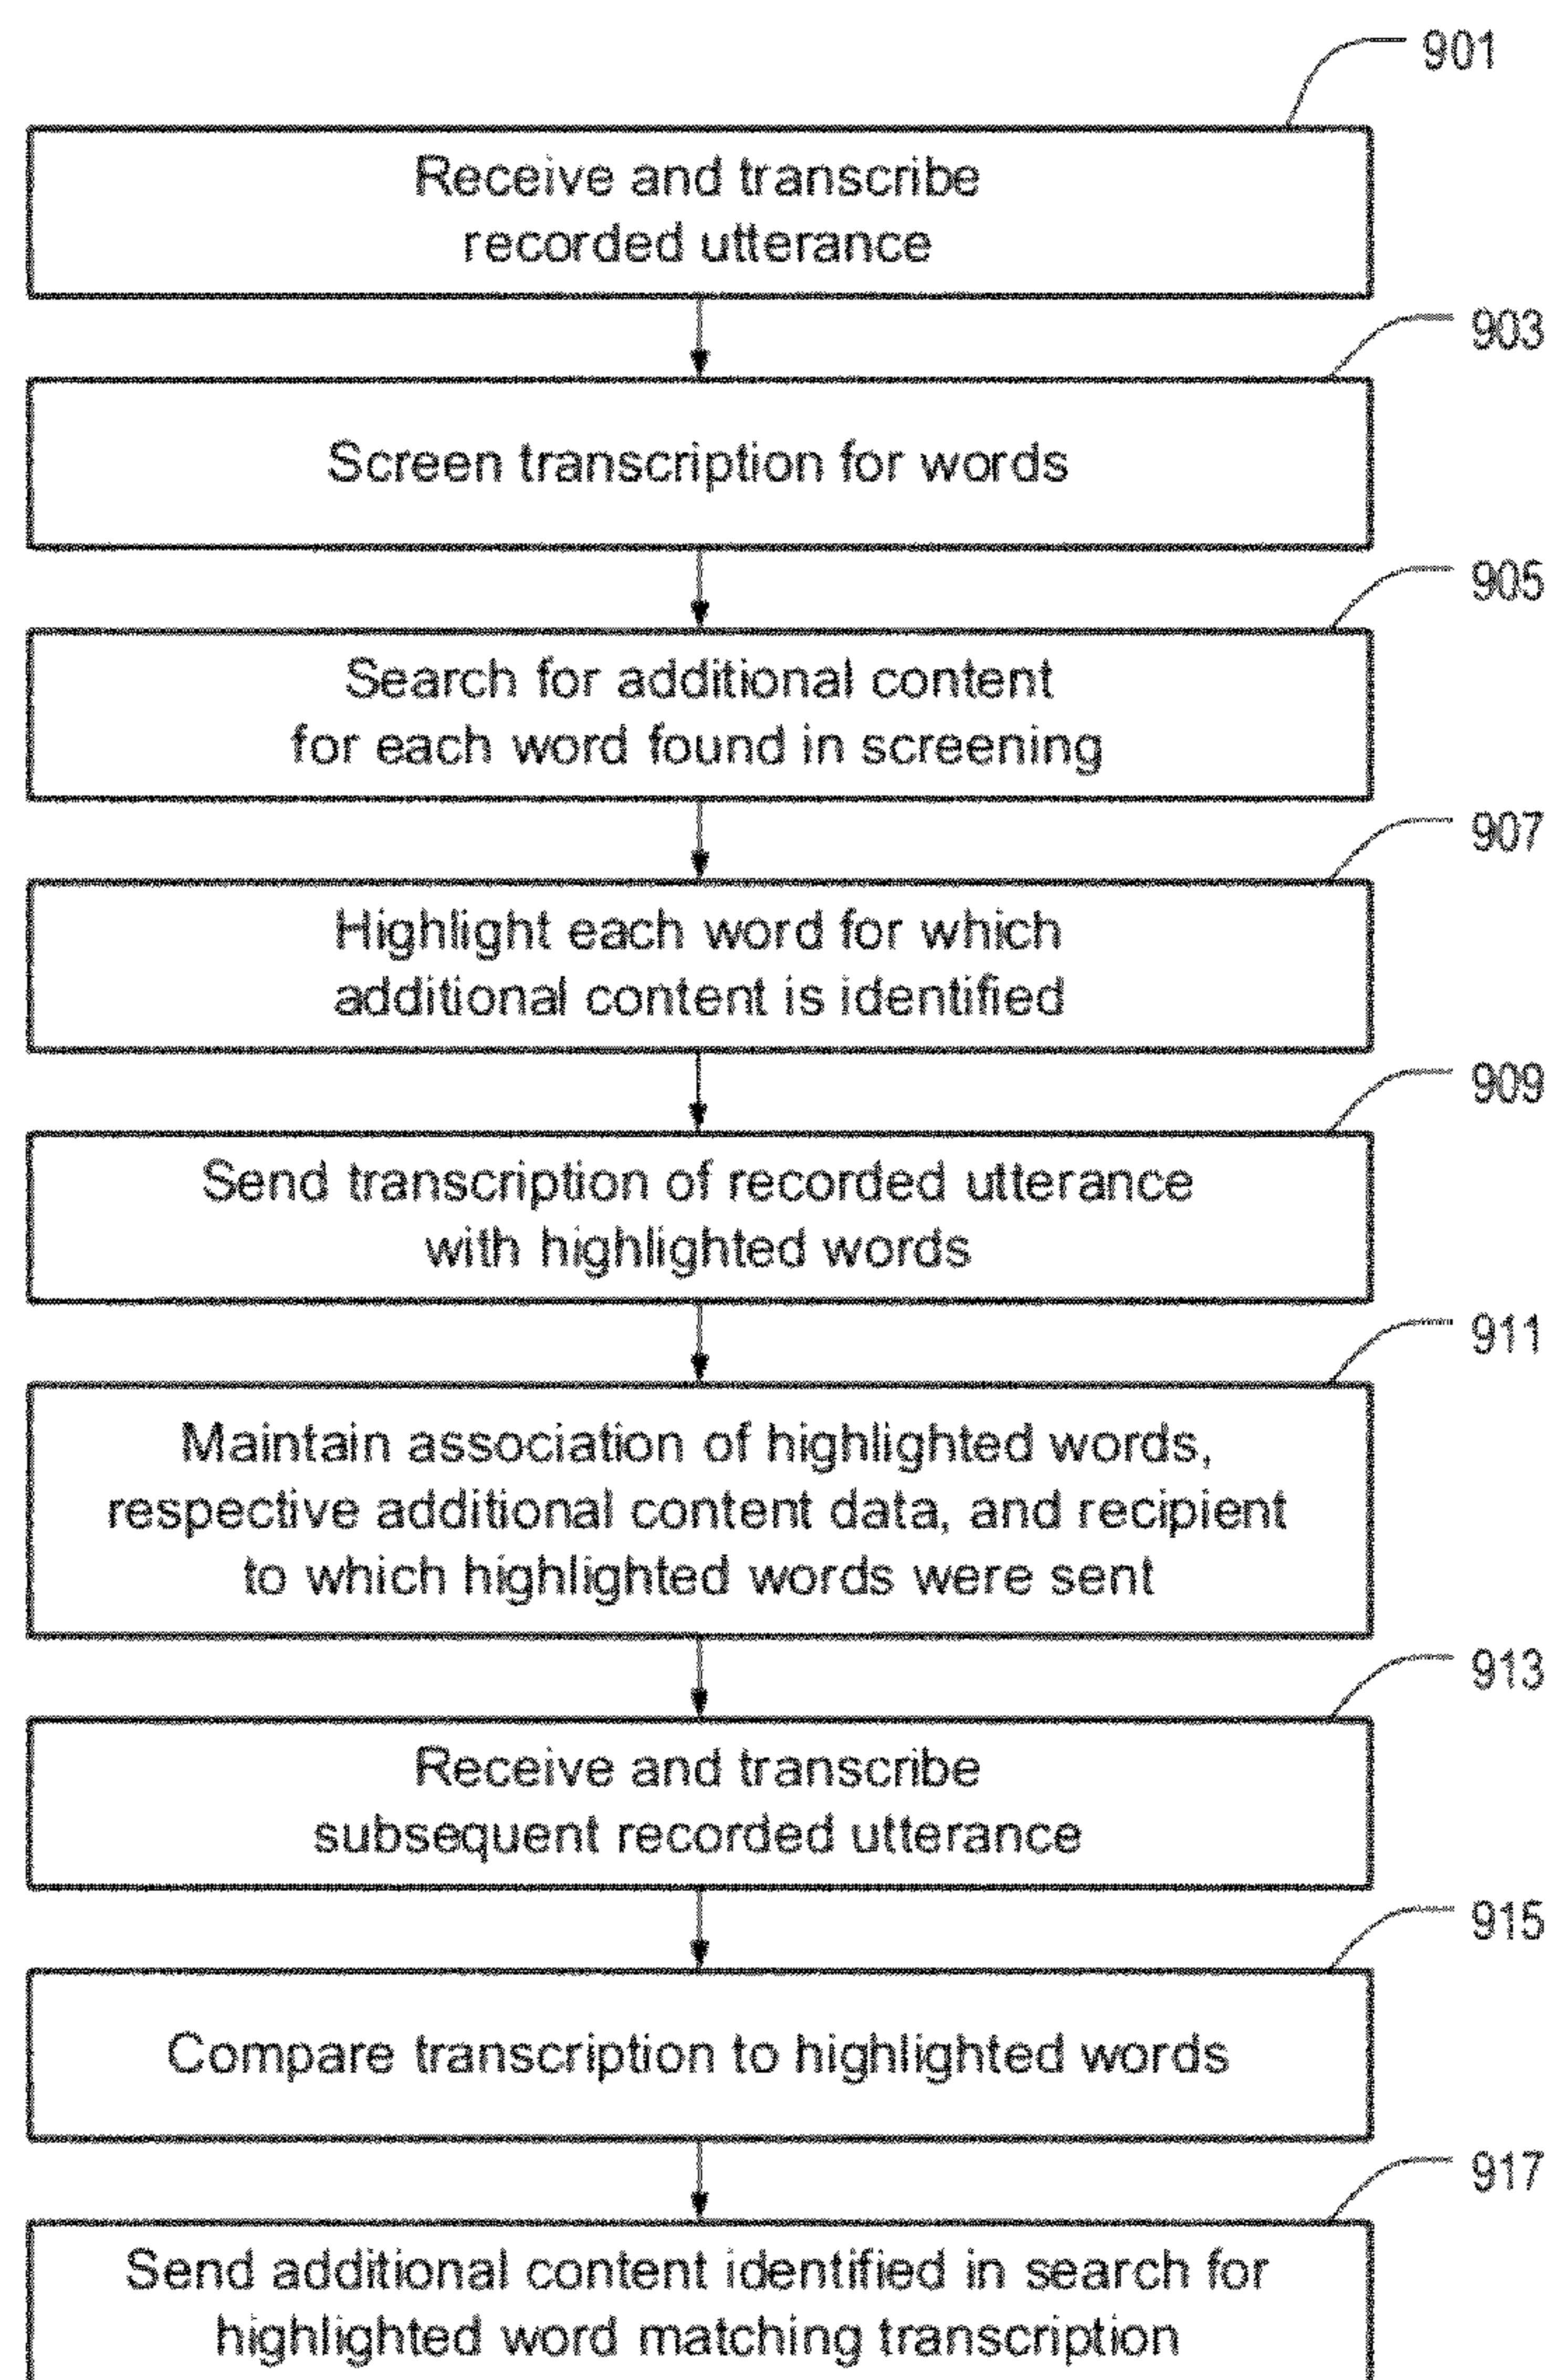 901
Receive and transcribe
recorded utterance
903
Screen transcription for words
905
Search for additional content
for each word found in screening
907
Highlight each word for which
additional content is identified
909
Send transcription of recorded utterance
with highlighted words
911
Maintain association of highlighted words,
respective additional content data, and recipient
to which highlighted words were sent
913
Receive and transcribe
subsequent recorded utterance
915
Compare transcription to highlighted words
917
Send additional content identified in search for
highlighted word matching transcription